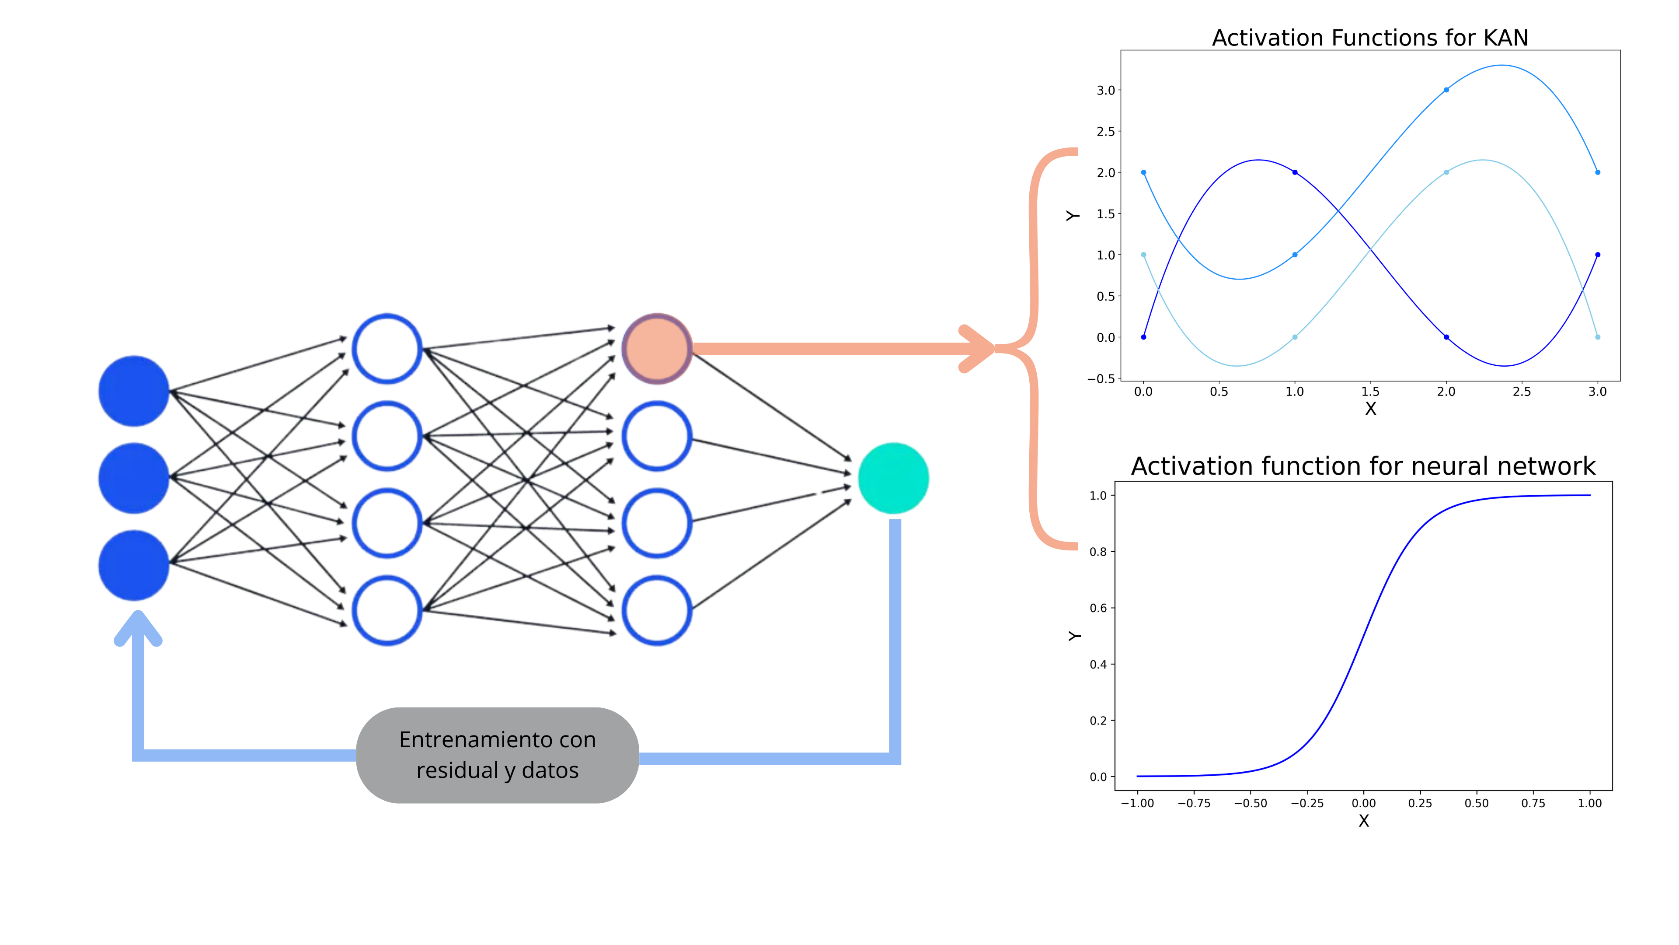 Activation Functions for KAN
3.0
2.5
2.0
1.5
1.0
0.5
0.0
−0.5
Y
0.0 0.5 1.0 1.5 2.0 2.5 3.0
X
Activation function for neural network
1.0
0.8
0.6
0.4
0.2
0.0
Y
−1.00 −0.75 −0.50 −0.25 0.00 0.25 0.50 0.75 1.00
X
Entrenamiento con
residual y datos